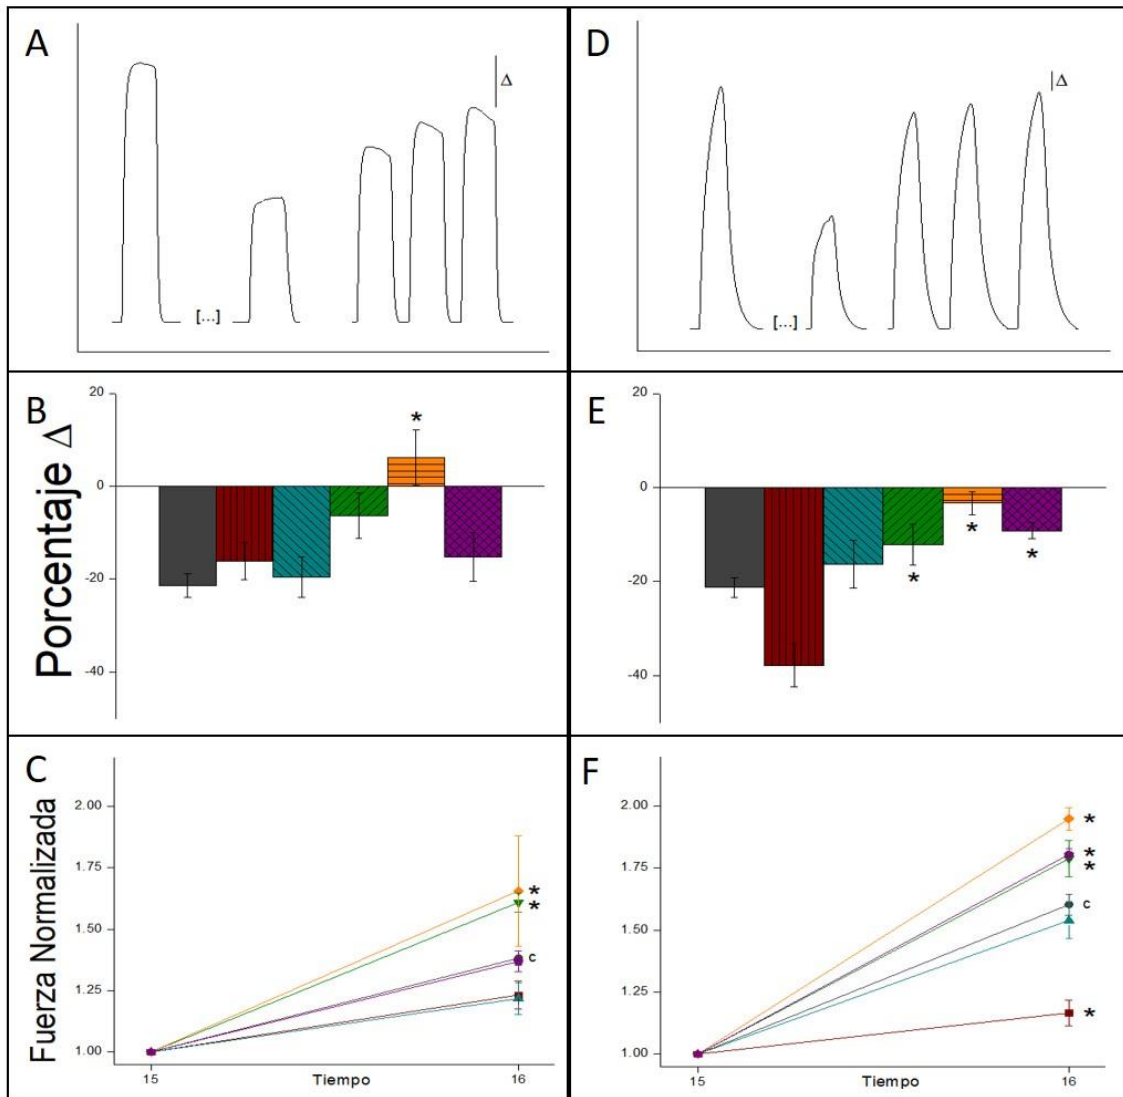 A
Δ
[...]
D
Δ
[...]
B
Porcentaje Δ
20
0
-20
-40
*
E
20
0
-20
-40
*
*
*
C
Fuerza Normalizada
2.00
1.75
1.50
1.25
1.00
*
*
c
15
Tiempo
16
F
2.00
1.75
1.50
1.25
1.00
*
*
*
c
*
15
Tiempo
16